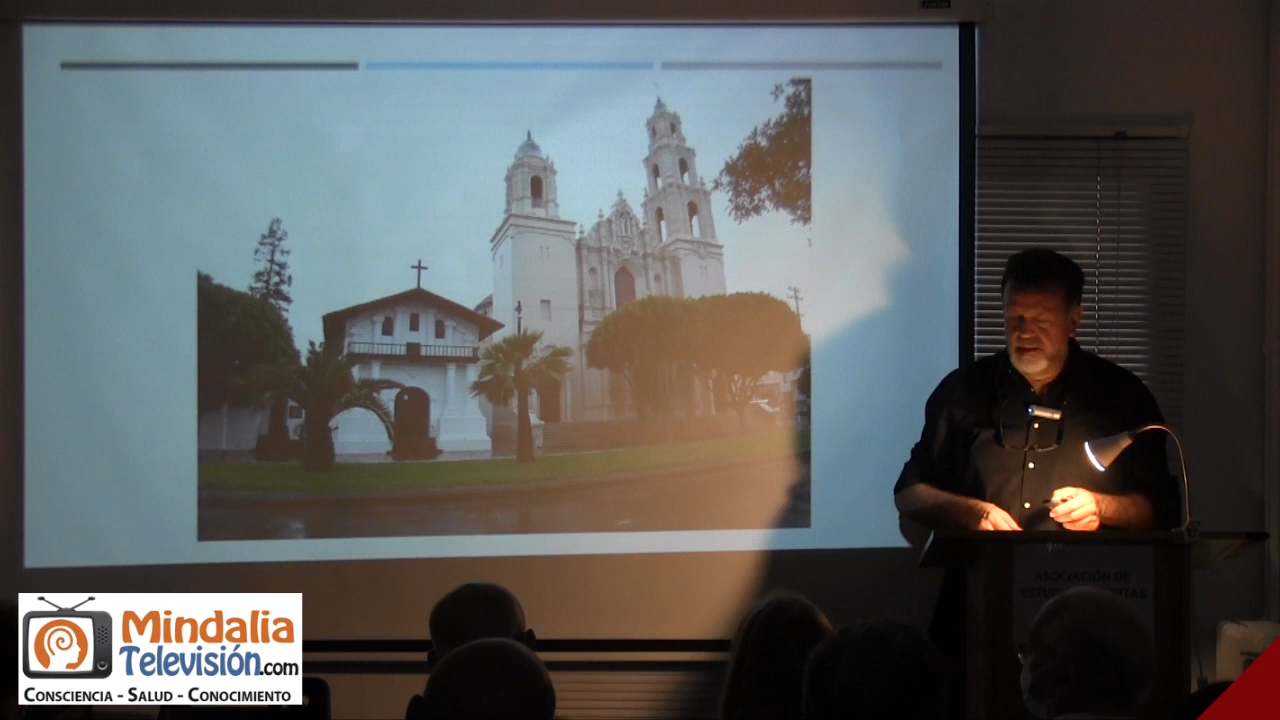 ASOCIACIÓN DE
Mindalia
Televisión.com
CONSCIENCIA - SALUD - CONOCIMIENTO